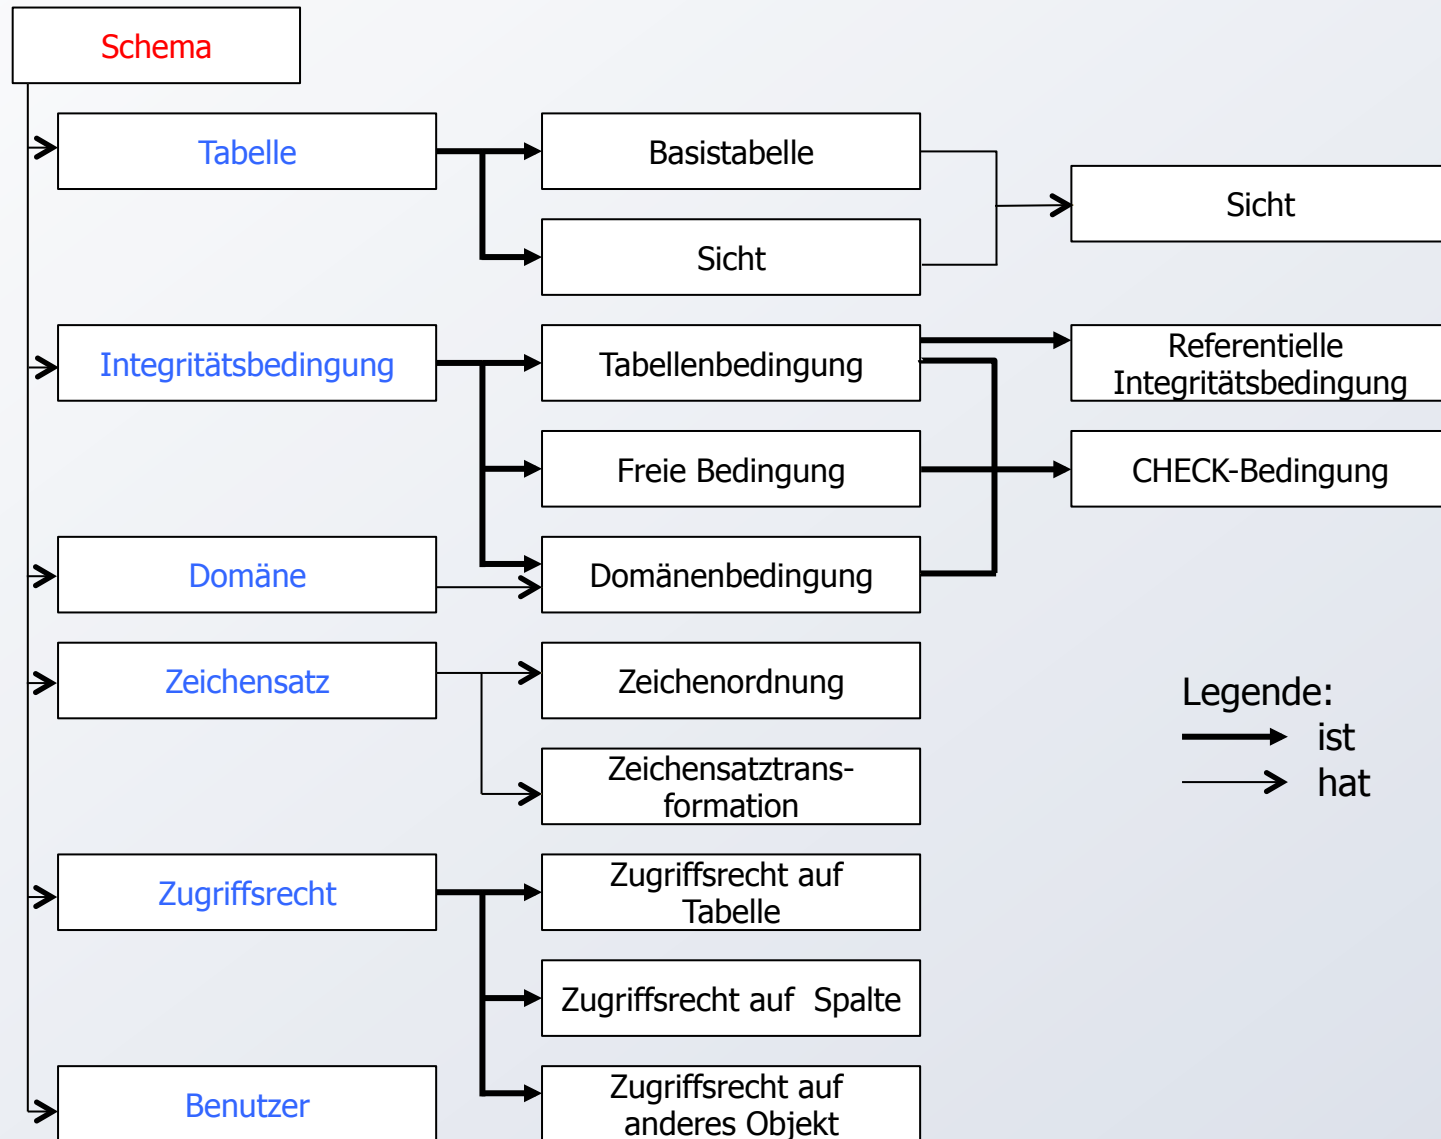 Schema
Tabelle
Basistabelle
Sicht
Sicht
Integritätsbedingung
Tabellenbedingung
Referentielle
Integritätsbedingung
Freie Bedingung
CHECK-Bedingung
Domäne
Domänenbedingung
Zeichensatz
Zeichenordnung
Legende:
ist
hat
Zeichensatztrans-
formation
Zugriffsrecht
Zugriffsrecht auf
Tabelle
Zugriffsrecht auf  Spalte
Benutzer
Zugriffsrecht auf
anderes Objekt